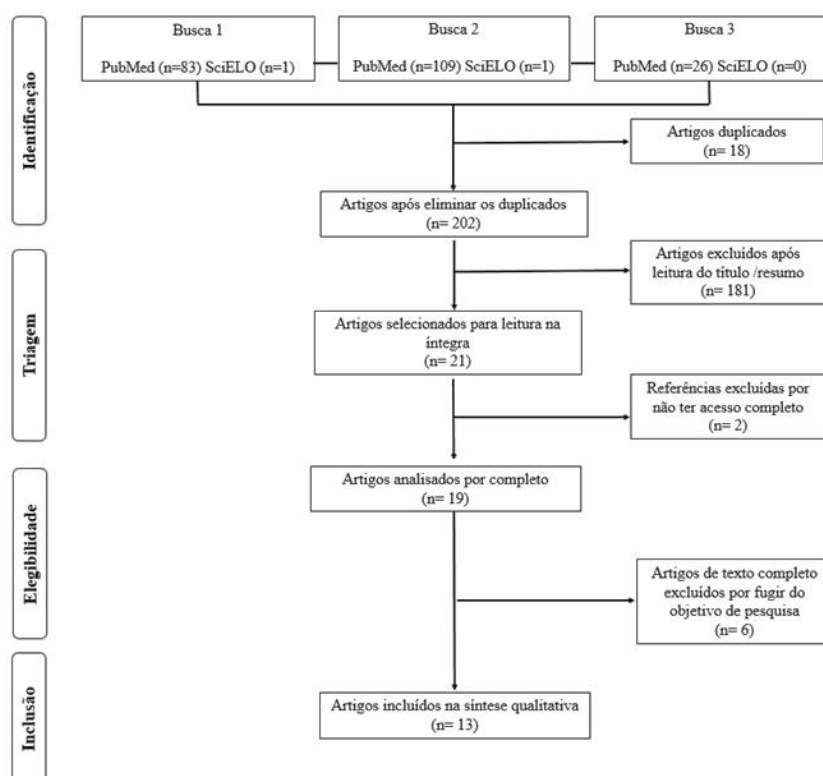 Identificação
Busca 1
PubMed (n=83) SciELO (n=1)
Busca 2
PubMed (n=109) SciELO (n=1)
Busca 3
PubMed (n=26) SciELO (n=0)
Artigos duplicados
(n= 18)
Artigos após eliminar os duplicados
(n= 202)
Triagem
Artigos excluídos após
leitura do título /resumo
(n= 181)
Artigos selecionados para leitura na
íntegra
(n= 21)
Referências excluídas por
não ter acesso completo
(n= 2)
Elegibilidade
Artigos analisados por completo
(n= 19)
Artigos de texto completo
excluídos por fugir do
objetivo de pesquisa
(n= 6)
Inclusão
Artigos incluídos na síntese qualitativa
(n= 13)